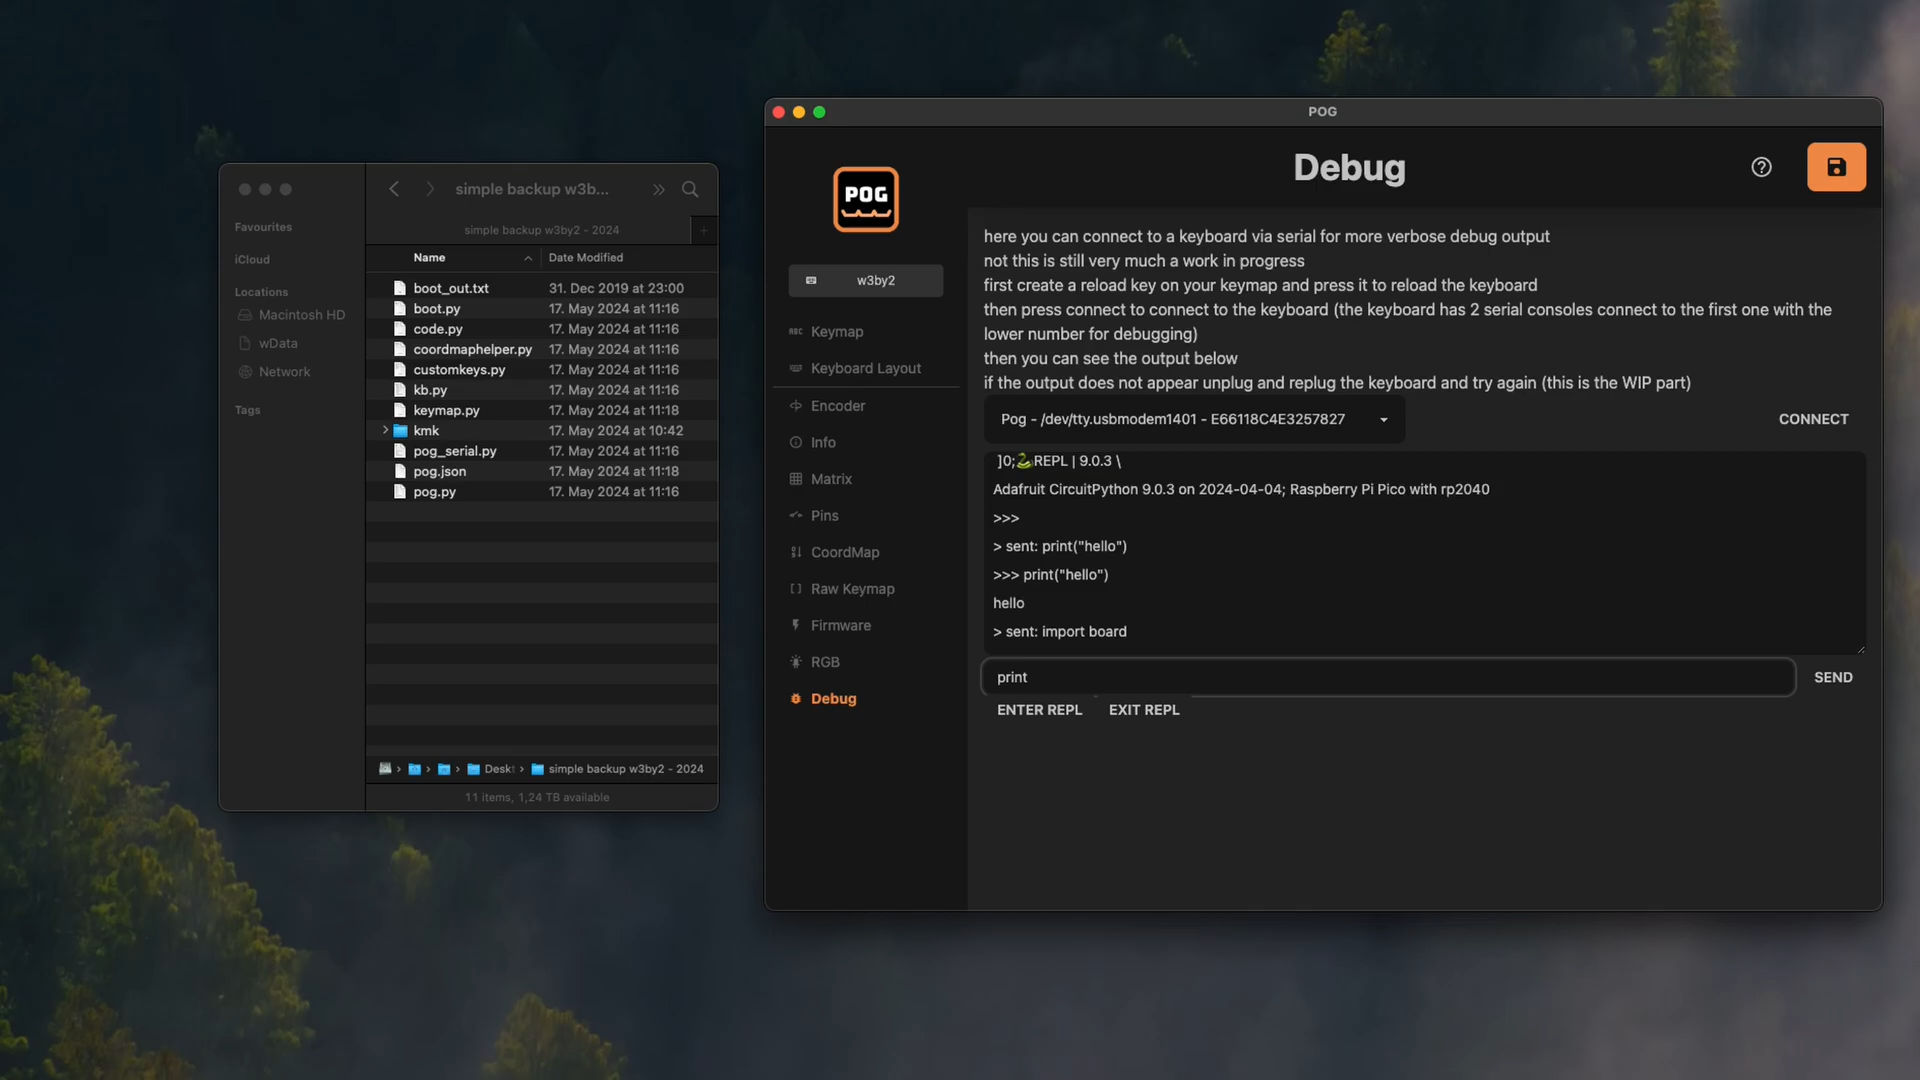 simple backup w3b...
simple backup w3by2 - 2024
Favourites
iCloud
Locations
Macintosh HD
wData
Network
Tags
Name
Date Modified
boot_out.txt 31. Dec 2019 at 23:00
boot.py 17. May 2024 at 11:16
code.py 17. May 2024 at 11:16
coordmaphelper.py 17. May 2024 at 11:16
customkeys.py 17. May 2024 at 11:16
kb.py 17. May 2024 at 11:16
keymap.py 17. May 2024 at 11:18
kmk 17. May 2024 at 10:42
pog_serial.py 17. May 2024 at 11:16
pog.json 17. May 2024 at 11:18
pog.py 17. May 2024 at 11:16
Desk › simple backup w3by2 - 2024
11 items, 1,24 TB available
POG
POG
w3by2
Keymap
Keyboard Layout
Encoder
Info
Matrix
Pins
CoordMap
Raw Keymap
Firmware
RGB
Debug
Debug
here you can connect to a keyboard via serial for more verbose debug output
not this is still very much a work in progress
first create a reload key on your keymap and press it to reload the keyboard
then press connect to connect to the keyboard (the keyboard has 2 serial consoles connect to the first one with the
lower number for debugging)
then you can see the output below
if the output does not appear unplug and replug the keyboard and try again (this is the WIP part)
Pog - /dev/tty.usbmodem1401 - E66118C4E3257827
CONNECT
]0;🐍REPL | 9.0.3 \
Adafruit CircuitPython 9.0.3 on 2024-04-04; Raspberry Pi Pico with rp2040
>>>
> sent: print("hello")
>>> print("hello")
hello
> sent: import board
print
SEND
ENTER REPL
EXIT REPL